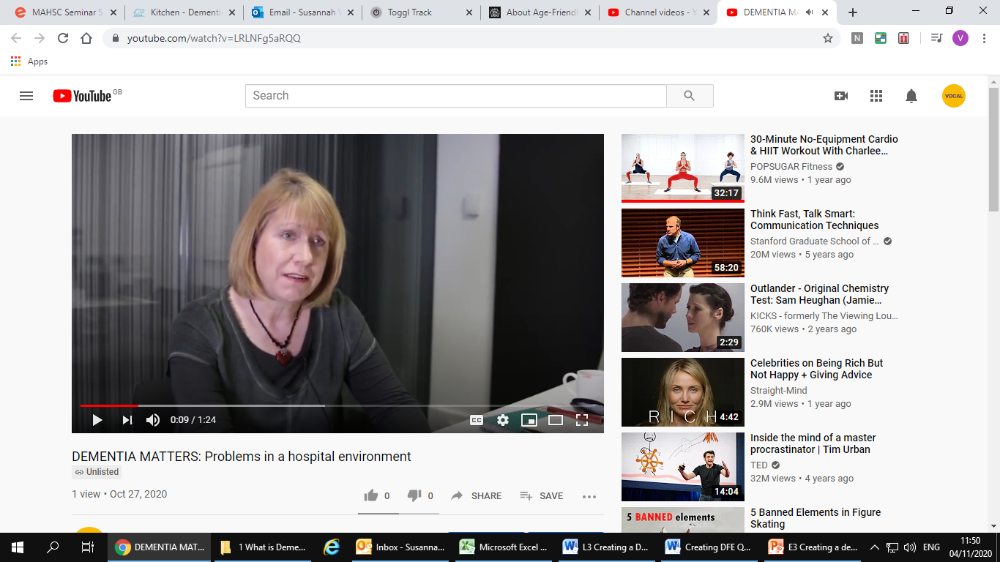 MAHSC Seminar S
Kitchen - Dementi
Email - Susannah
Toggl Track
About Age-Friendl
Channel videos - Y
DEMENTIA MA
youtube.com/watch?v=LRLNFg5aRQQ
N
V
Apps
YouTube GB
Search
VOCAL
30-Minute No-Equipment Cardio
& HIIT Workout With Charlee...
POPSUGAR Fitness
9.6M views • 1 year ago
32:17
Think Fast, Talk Smart:
Communication Techniques
Stanford Graduate School of ...
20M views • 5 years ago
58:20
Outlander - Original Chemistry
Test: Sam Heughan (Jamie...
KICKS - formerly The Viewing Lou...
760K views • 2 years ago
2:29
Celebrities on Being Rich But
Not Happy + Giving Advice
Straight-Mind
2.9M views • 1 year ago
RICH
4:42
Inside the mind of a master
procrastinator | Tim Urban
TED
32M views • 4 years ago
14:04
5 BANNED elements
5 Banned Elements in Figure
Skating
0:09 / 1:24
CC
DEMENTIA MATTERS: Problems in a hospital environment
Unlisted
1 view • Oct 27, 2020
0
0
SHARE
SAVE
DEMENTIA MAT...
1 What is Deme...
Inbox - Susanna...
Microsoft Excel ...
L3 Creating a D...
Creating DFE Q...
E3 Creating a de...
ENG
11:50
04/11/2020